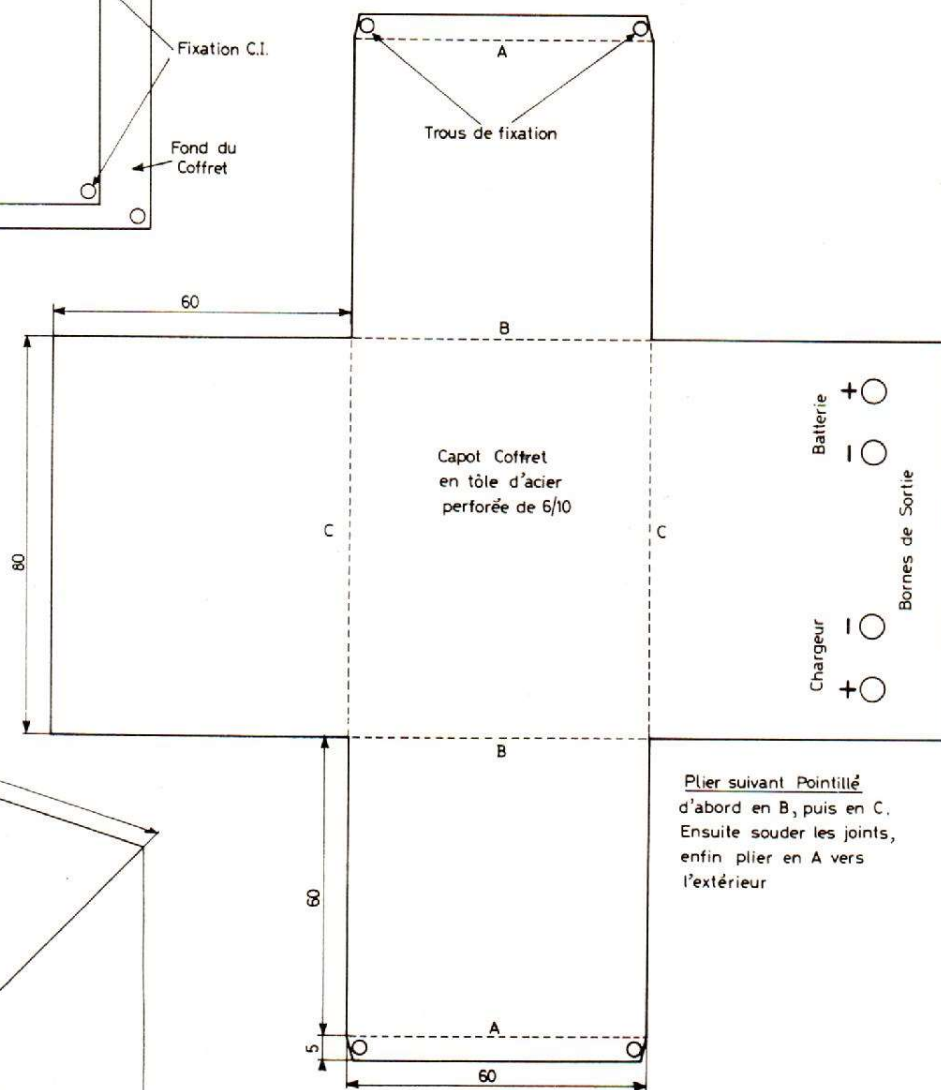 Fixation C.I.
A
Trous de fixation
Fond du
Coffret
60
B
Batterie
+
−
Capot Coffret
en tôle d'acier
perforée de 6/10
C
C
80
Bornes de Sortie
Chargeur
−
+
B
Plier suivant Pointillé
d'abord en B, puis en C.
Ensuite souder les joints,
enfin plier en A vers
l'extérieur
60
A
5
60